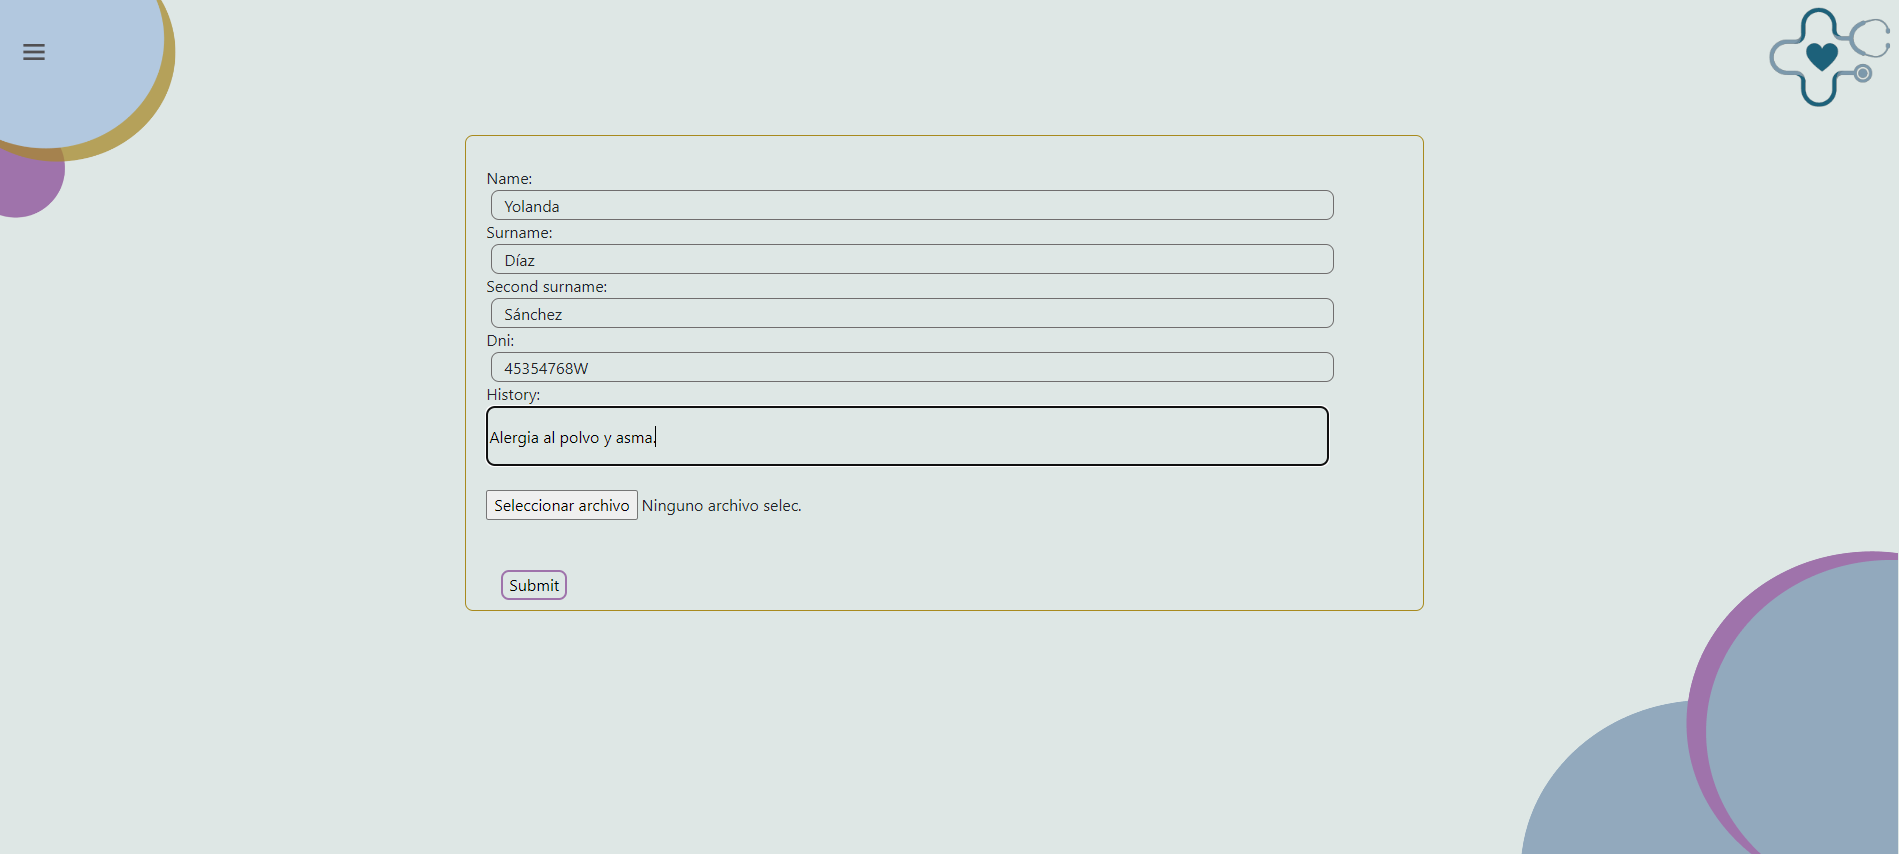 Name:
Yolanda
Surname:
Díaz
Second surname:
Sánchez
Dni:
45354768W
History:
Alergia al polvo y asma.
Seleccionar archivo Ninguno archivo selec.
Submit